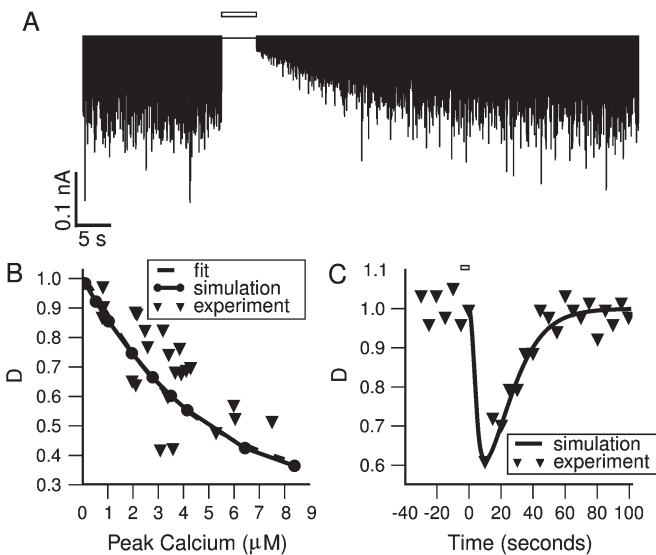 A
0.1 nA
5 s
B
fit
simulation
experiment
1.0
0.9
0.8
0.7
0.6
0.5
0.4
0.3
D
0 1 2 3 4 5 6 7 8 9
Peak Calcium (μM)
C
1.1
1.0
0.9
0.8
0.7
0.6
D
simulation
experiment
-40 -20 0 20 40 60 80 100
Time (seconds)